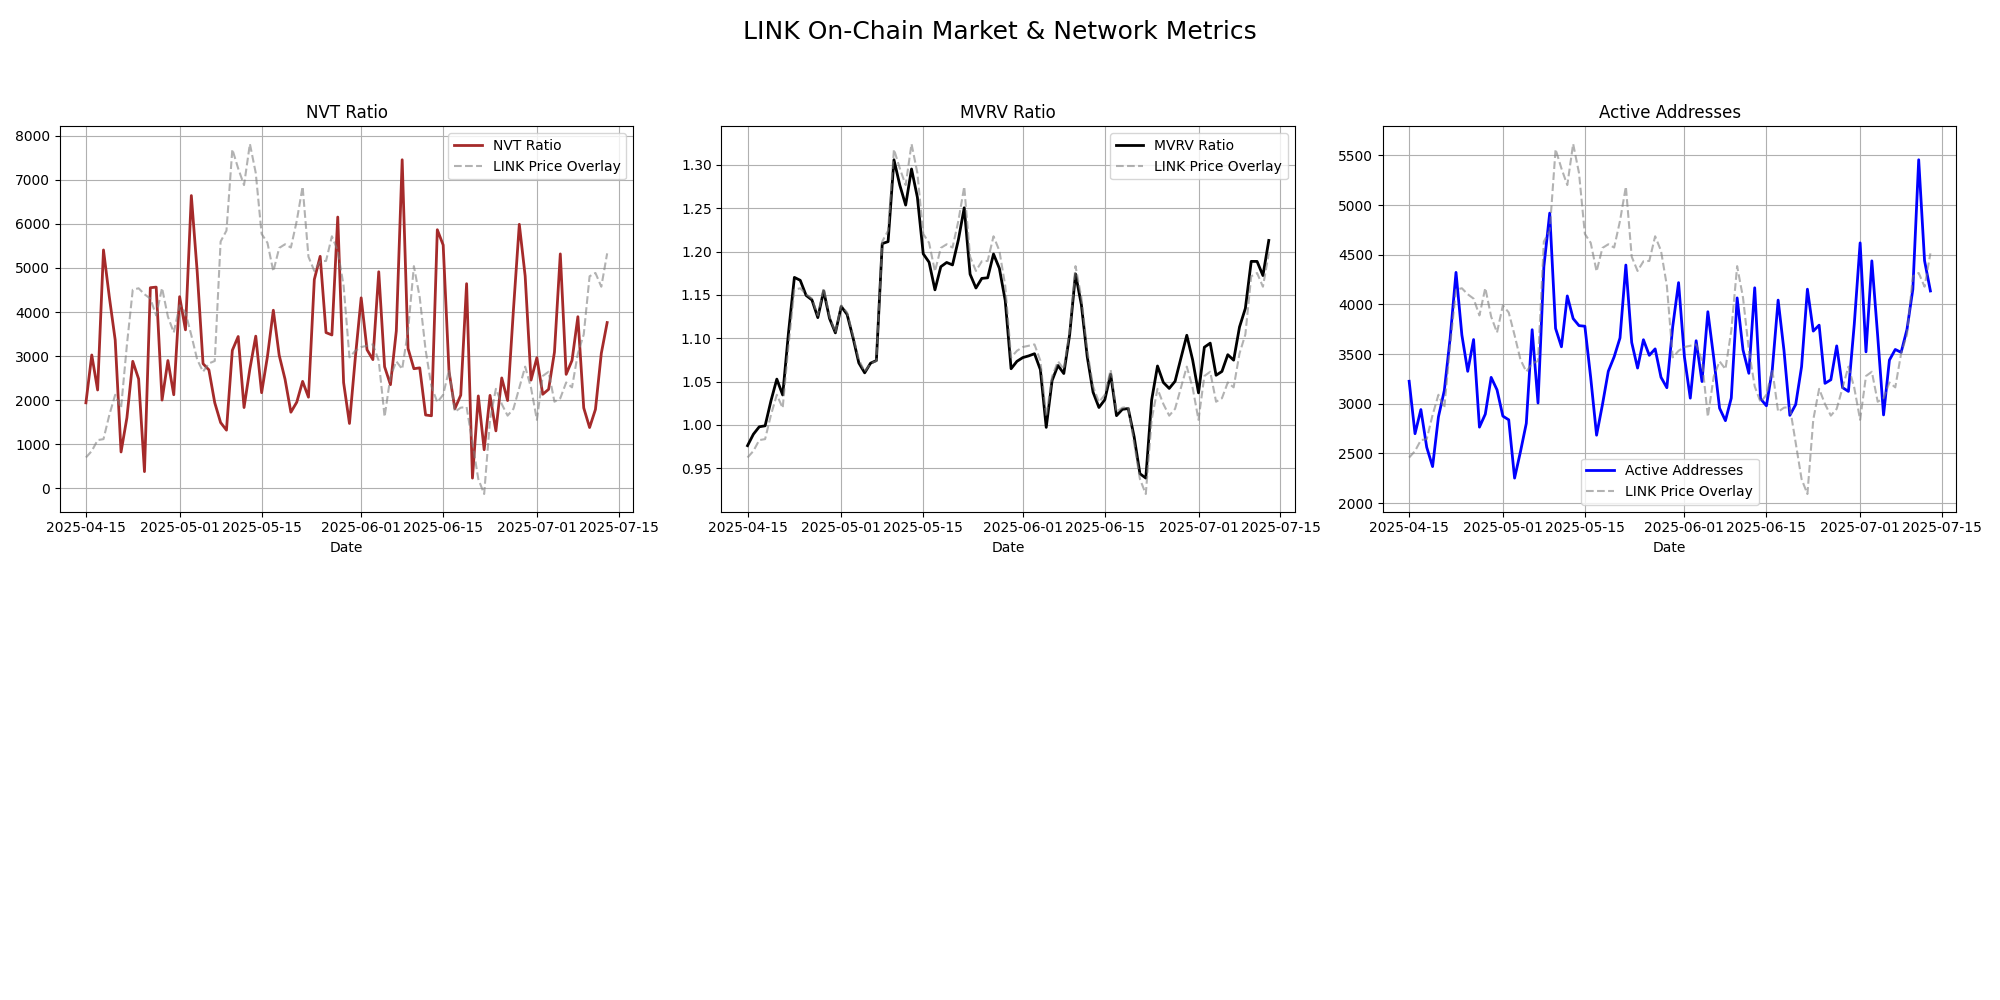 LINK On-Chain Market & Network Metrics
NVT Ratio
8000
7000
6000
5000
4000
3000
2000
1000
0
NVT Ratio
LINK Price Overlay
2025-04-15 2025-05-01 2025-05-15 2025-06-01 2025-06-15 2025-07-01 2025-07-15
Date
MVRV Ratio
1.30
1.25
1.20
1.15
1.10
1.05
1.00
0.95
MVRV Ratio
LINK Price Overlay
2025-04-15 2025-05-01 2025-05-15 2025-06-01 2025-06-15 2025-07-01 2025-07-15
Date
Active Addresses
5500
5000
4500
4000
3500
3000
2500
2000
Active Addresses
LINK Price Overlay
2025-04-15 2025-05-01 2025-05-15 2025-06-01 2025-06-15 2025-07-01 2025-07-15
Date